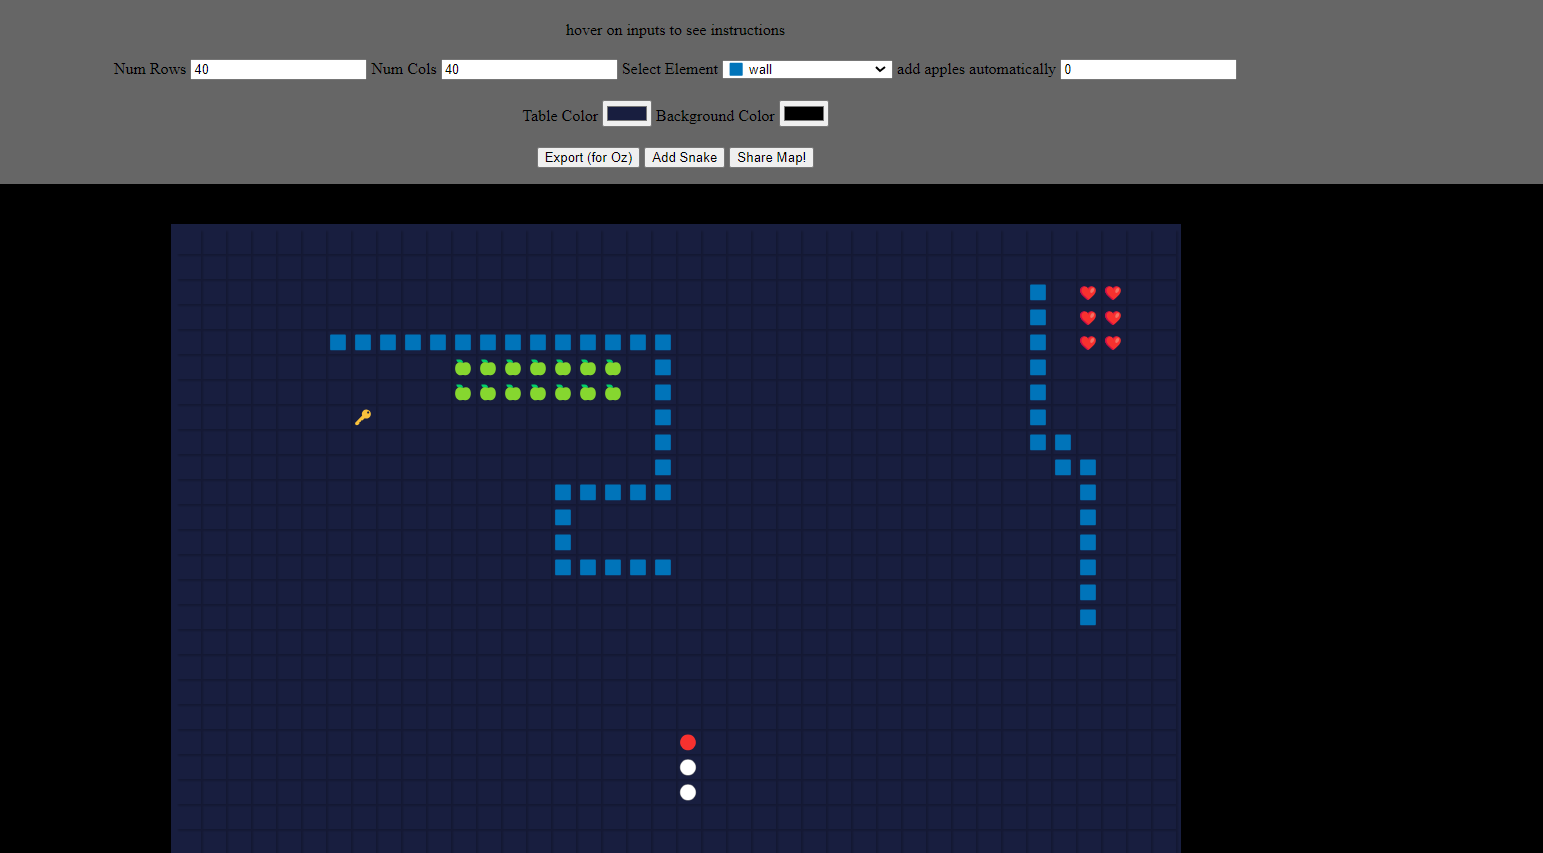 hover on inputs to see instructions
Num Rows 40 Num Cols 40 Select Element wall add apples automatically 0
Table Color Background Color
Export (for Oz) Add Snake Share Map!